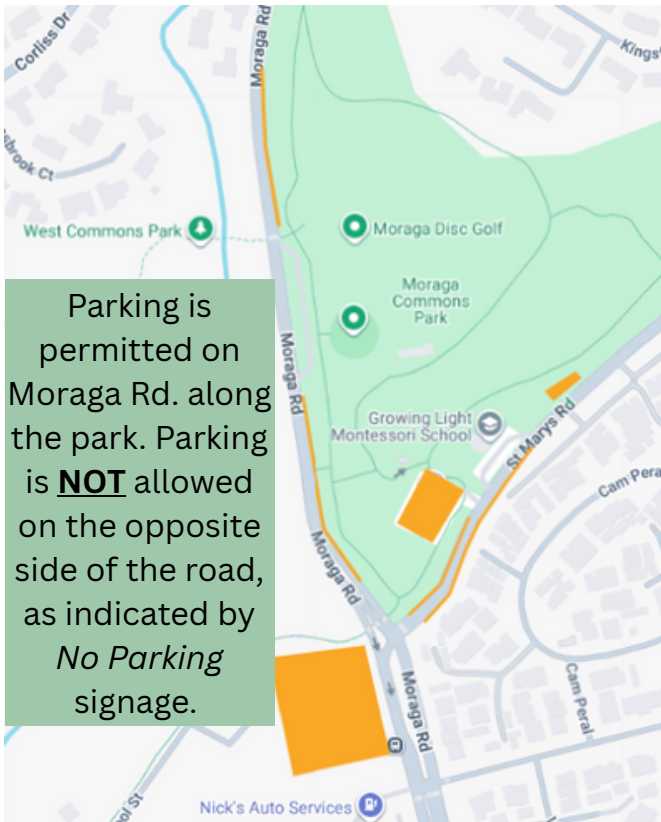 Corliss Dr
Moraga Rd
Kings
sbrook Ct
West Commons Park
Moraga Disc Golf
Moraga
Commons
Park
Parking is
permitted on
Moraga Rd. along
the park. Parking
is NOT allowed
on the opposite
side of the road,
as indicated by
No Parking
signage.
Moraga Rd
Growing Light
Montessori School
St Marys Rd
Cam Pera
Moraga Rd
Moraga Rd
Cam Peral
ol St
Nick's Auto Services